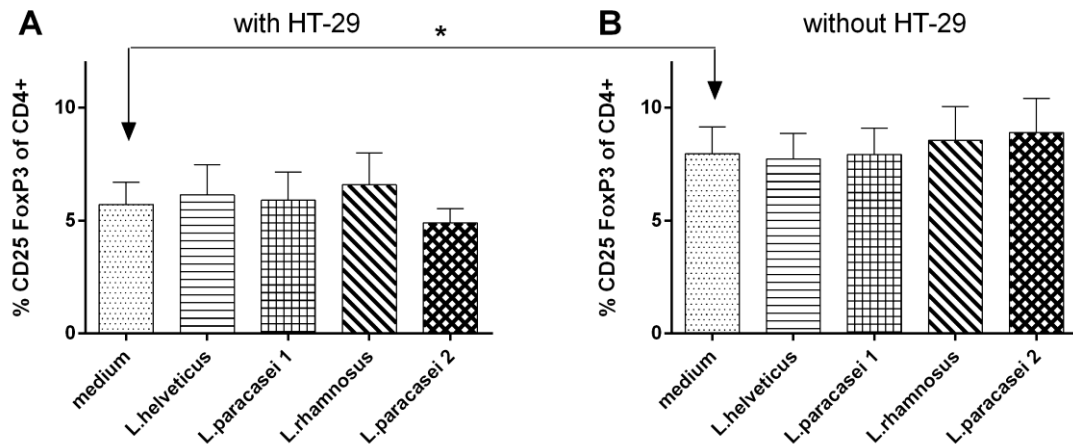 A
with HT-29
*
B
without HT-29
% CD25 FoxP3 of CD4+
10
5
0
medium
L.helveticus
L.paracasei 1
L.rhamnosus
L.paracasei 2
% CD25 FoxP3 of CD4+
10
5
0
medium
L.helveticus
L.paracasei 1
L.rhamnosus
L.paracasei 2